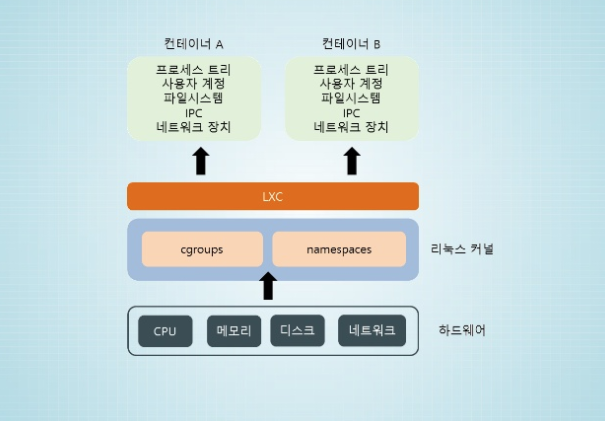 컨테이너 A
컨테이너 B
프로세스 트리
사용자 계정
파일시스템
IPC
네트워크 장치
프로세스 트리
사용자 계정
파일시스템
IPC
네트워크 장치
LXC
cgroups
namespaces
리눅스 커널
CPU
메모리
디스크
네트워크
하드웨어